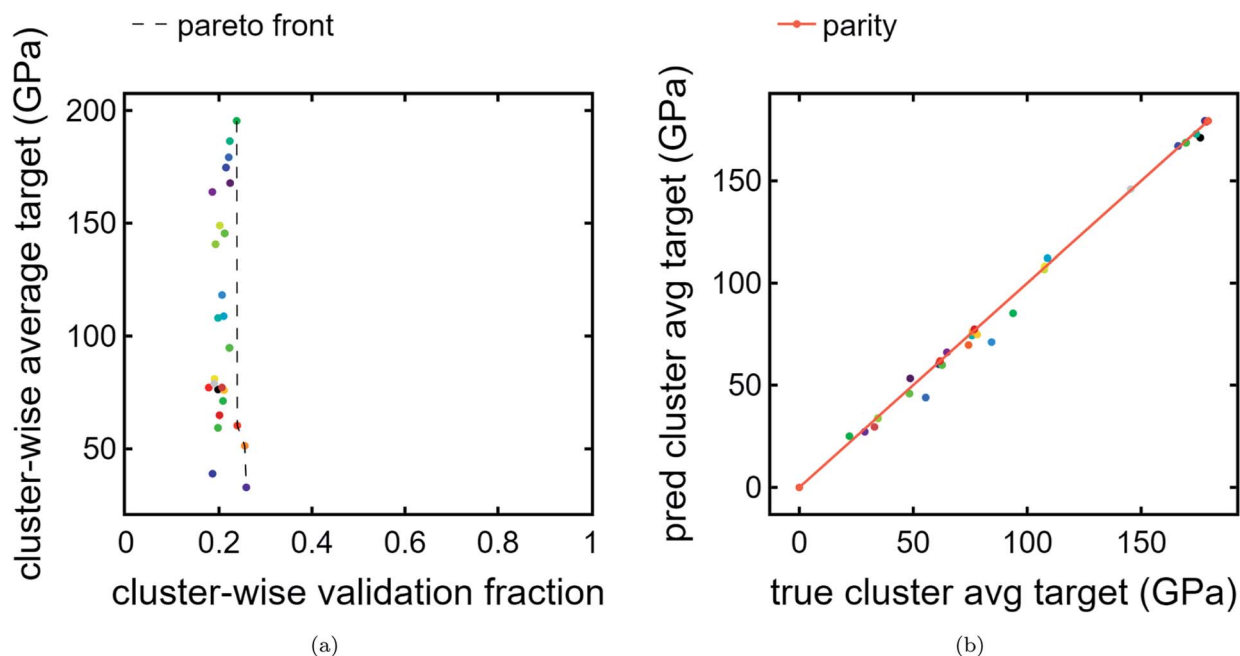 pareto front
cluster-wise average target (GPa)
200
150
100
50
0 0.2 0.4 0.6 0.8 1
cluster-wise validation fraction
(a)
parity
pred cluster avg target (GPa)
150
100
50
0
0 50 100 150
true cluster avg target (GPa)
(b)